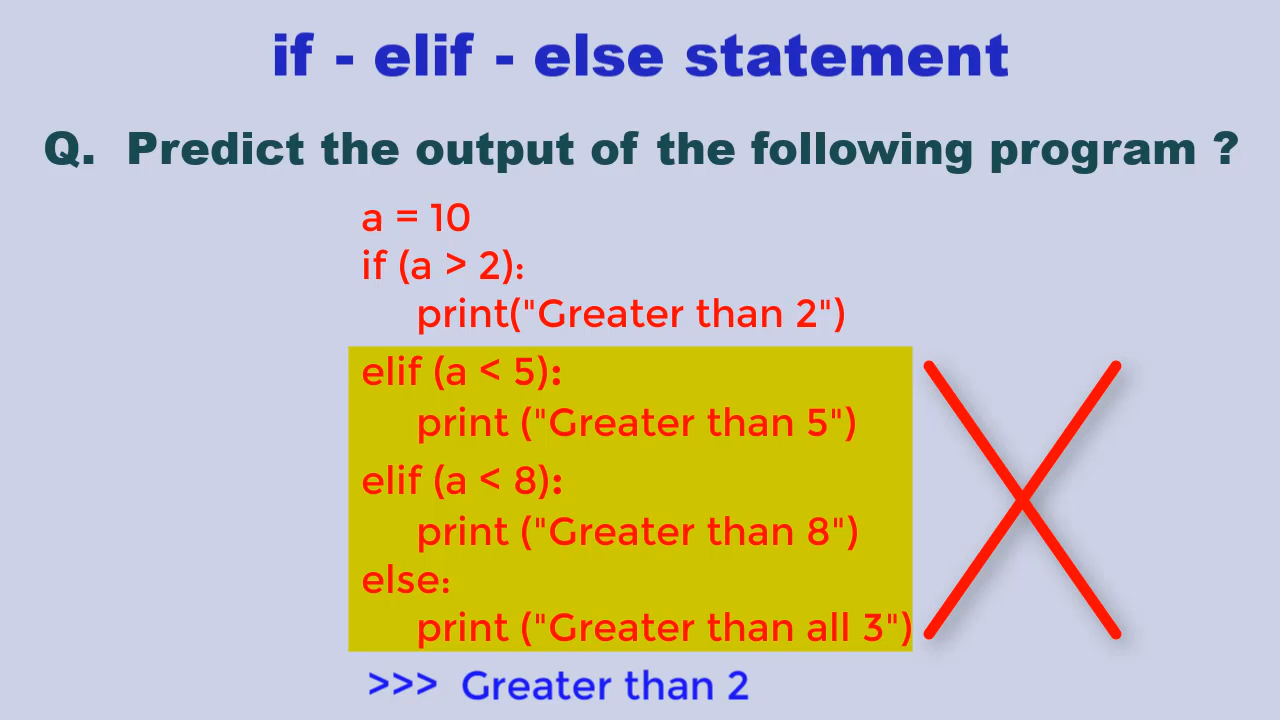 if - elif - else statement
Q. Predict the output of the following program ?
a = 10
if (a > 2):
print("Greater than 2")
elif (a < 5):
print ("Greater than 5")
elif (a < 8):
print ("Greater than 8")
else:
print ("Greater than all 3")
>>> Greater than 2